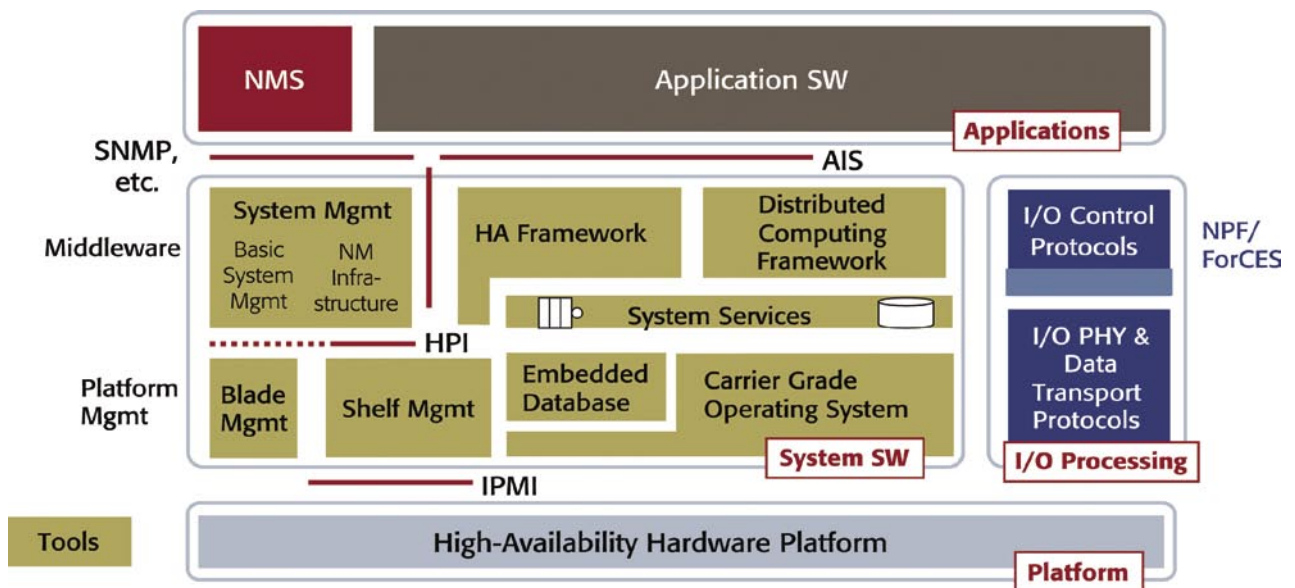 NMS
Application SW
Applications
SNMP,
etc.
AIS
Middleware
System Mgmt
Basic
System
Mgmt
NM
Infra-
structure
HA Framework
Distributed
Computing
Framework
System Services
I/O Control
Protocols
NPF/
ForCES
HPI
Platform
Mgmt
Blade
Mgmt
Shelf Mgmt
Embedded
Database
Carrier Grade
Operating System
System SW
I/O PHY &
Data
Transport
Protocols
I/O Processing
IPMI
Tools
High-Availability Hardware Platform
Platform